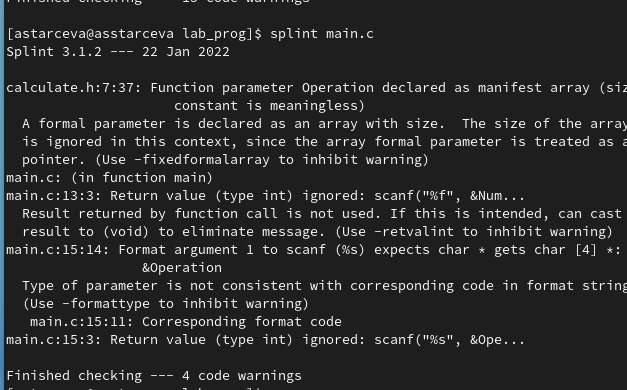 Finished checking --- 15 code warnings
[astarceva@asstarceva lab_prog]$ splint main.c
Splint 3.1.2 --- 22 Jan 2022
calculate.h:7:37: Function parameter Operation declared as manifest array (siz
constant is meaningless)
A formal parameter is declared as an array with size.  The size of the array
is ignored in this context, since the array formal parameter is treated as a
pointer. (Use -fixedformalarray to inhibit warning)
main.c: (in function main)
main.c:13:3: Return value (type int) ignored: scanf("%f", &Num...
Result returned by function call is not used. If this is intended, can cast
result to (void) to eliminate message. (Use -retvalint to inhibit warning)
main.c:15:14: Format argument 1 to scanf (%s) expects char * gets char [4] *:
&Operation
Type of parameter is not consistent with corresponding code in format string
(Use -formattype to inhibit warning)
main.c:15:11: Corresponding format code
main.c:15:3: Return value (type int) ignored: scanf("%s", &Ope...
Finished checking --- 4 code warnings